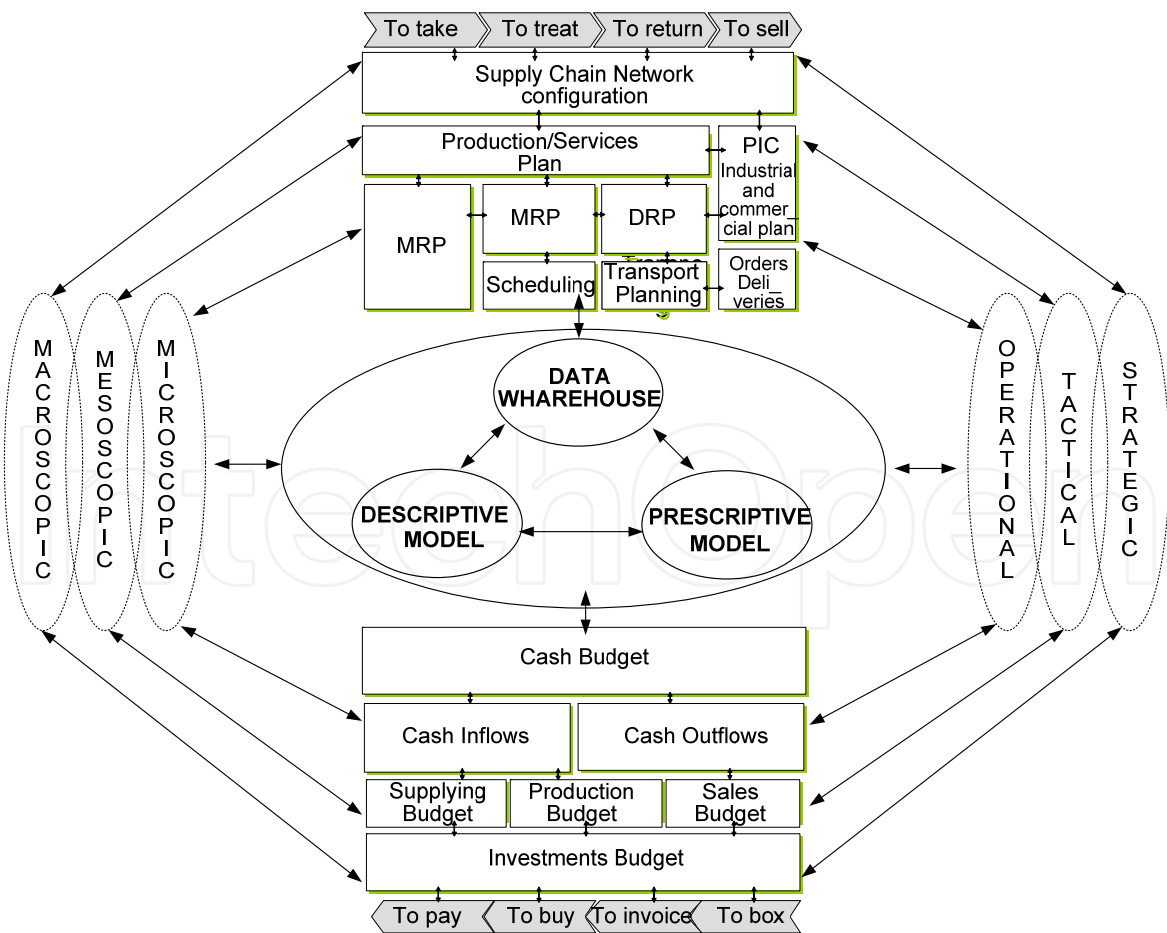 To take
To treat
To return
To sell
Supply Chain Network
configuration
Production/Services
Plan
PIC
Industrial
and
commer_
cial plan
MRP
MRP
DRP
Scheduling
Transport
Planning
Orders
Deli_
veries
MACROSCOPIC
MESOSCOPIC
MICROSCOPIC
DATA
WHAREHOUSE
DESCRIPTIVE
MODEL
PRESCRIPTIVE
MODEL
OPERATIONAL
TACTICAL
STRATEGIC
IntechOpen
Cash Budget
Cash Inflows
Cash Outflows
Supplying
Budget
Production
Budget
Sales
Budget
Investments Budget
To pay
To buy
To invoice
To box